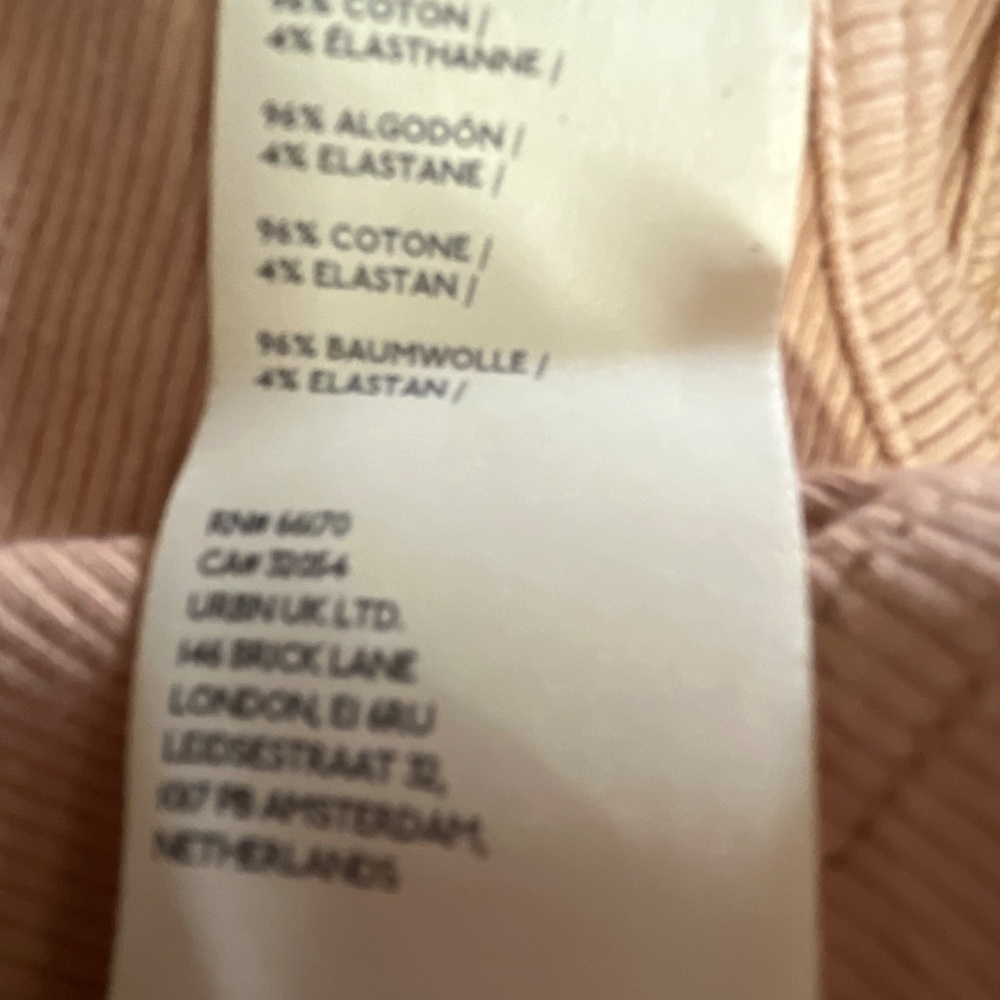 96% COTON /
4% ÉLASTHANNE /
96% ALGODÓN /
4% ELASTANE /
96% COTONE /
4% ELASTAN /
96% BAUMWOLLE /
4% ELASTAN /
RN# 66170
CA# 32054
URBN UK LTD.
146 BRICK LANE
LONDON, E1 6RU
LEIDSESTRAAT 32,
1017 PB AMSTERDAM,
NETHERLANDS